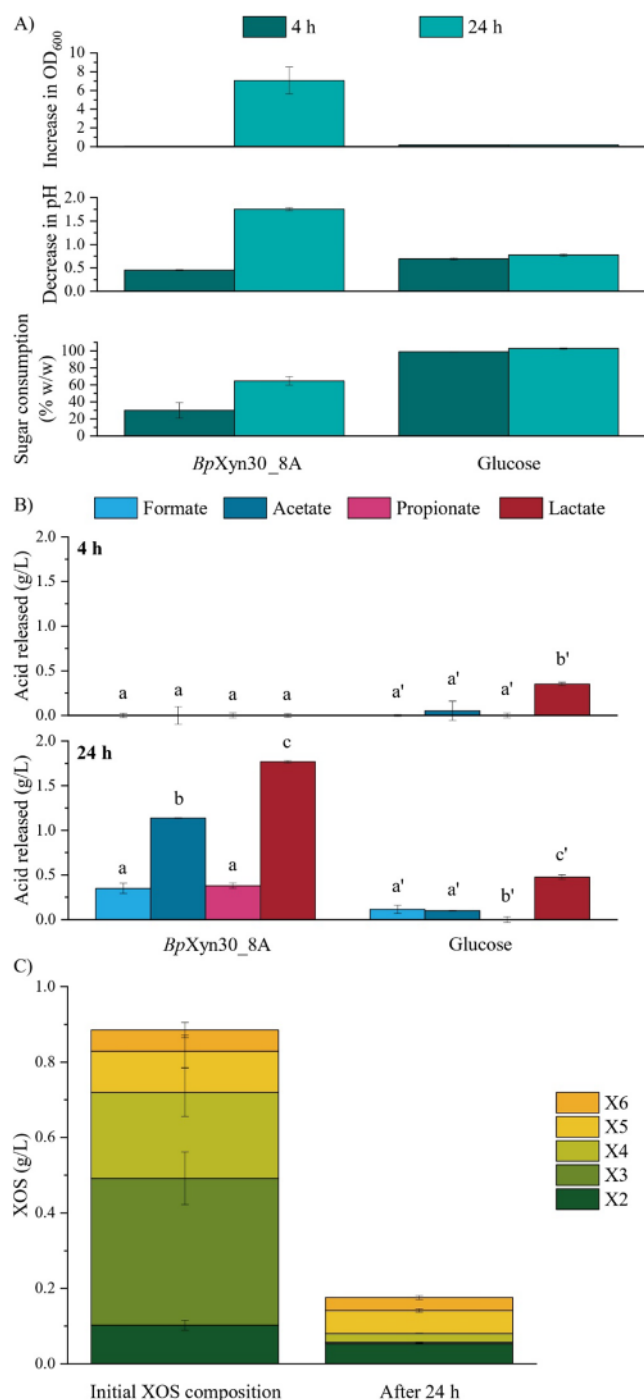 A)
4 h 24 h
Increase in OD600
10
8
6
4
2
0
Decrease in pH
2.0
1.5
1.0
0.5
0.0
Sugar consumption
(% w/w)
100
80
60
40
20
0
BpXyn30_8A Glucose
B)
Formate Acetate Propionate Lactate
4 h
Acid released (g/L)
2.0
1.5
1.0
0.5
0.0
a a a a a' a' a' b'
24 h
Acid released (g/L)
2.0
1.5
1.0
0.5
0.0
a b a c a' a' b' c'
BpXyn30_8A Glucose
C)
XOS (g/L)
1.0
0.8
0.6
0.4
0.2
0.0
X6
X5
X4
X3
X2
Initial XOS composition After 24 h